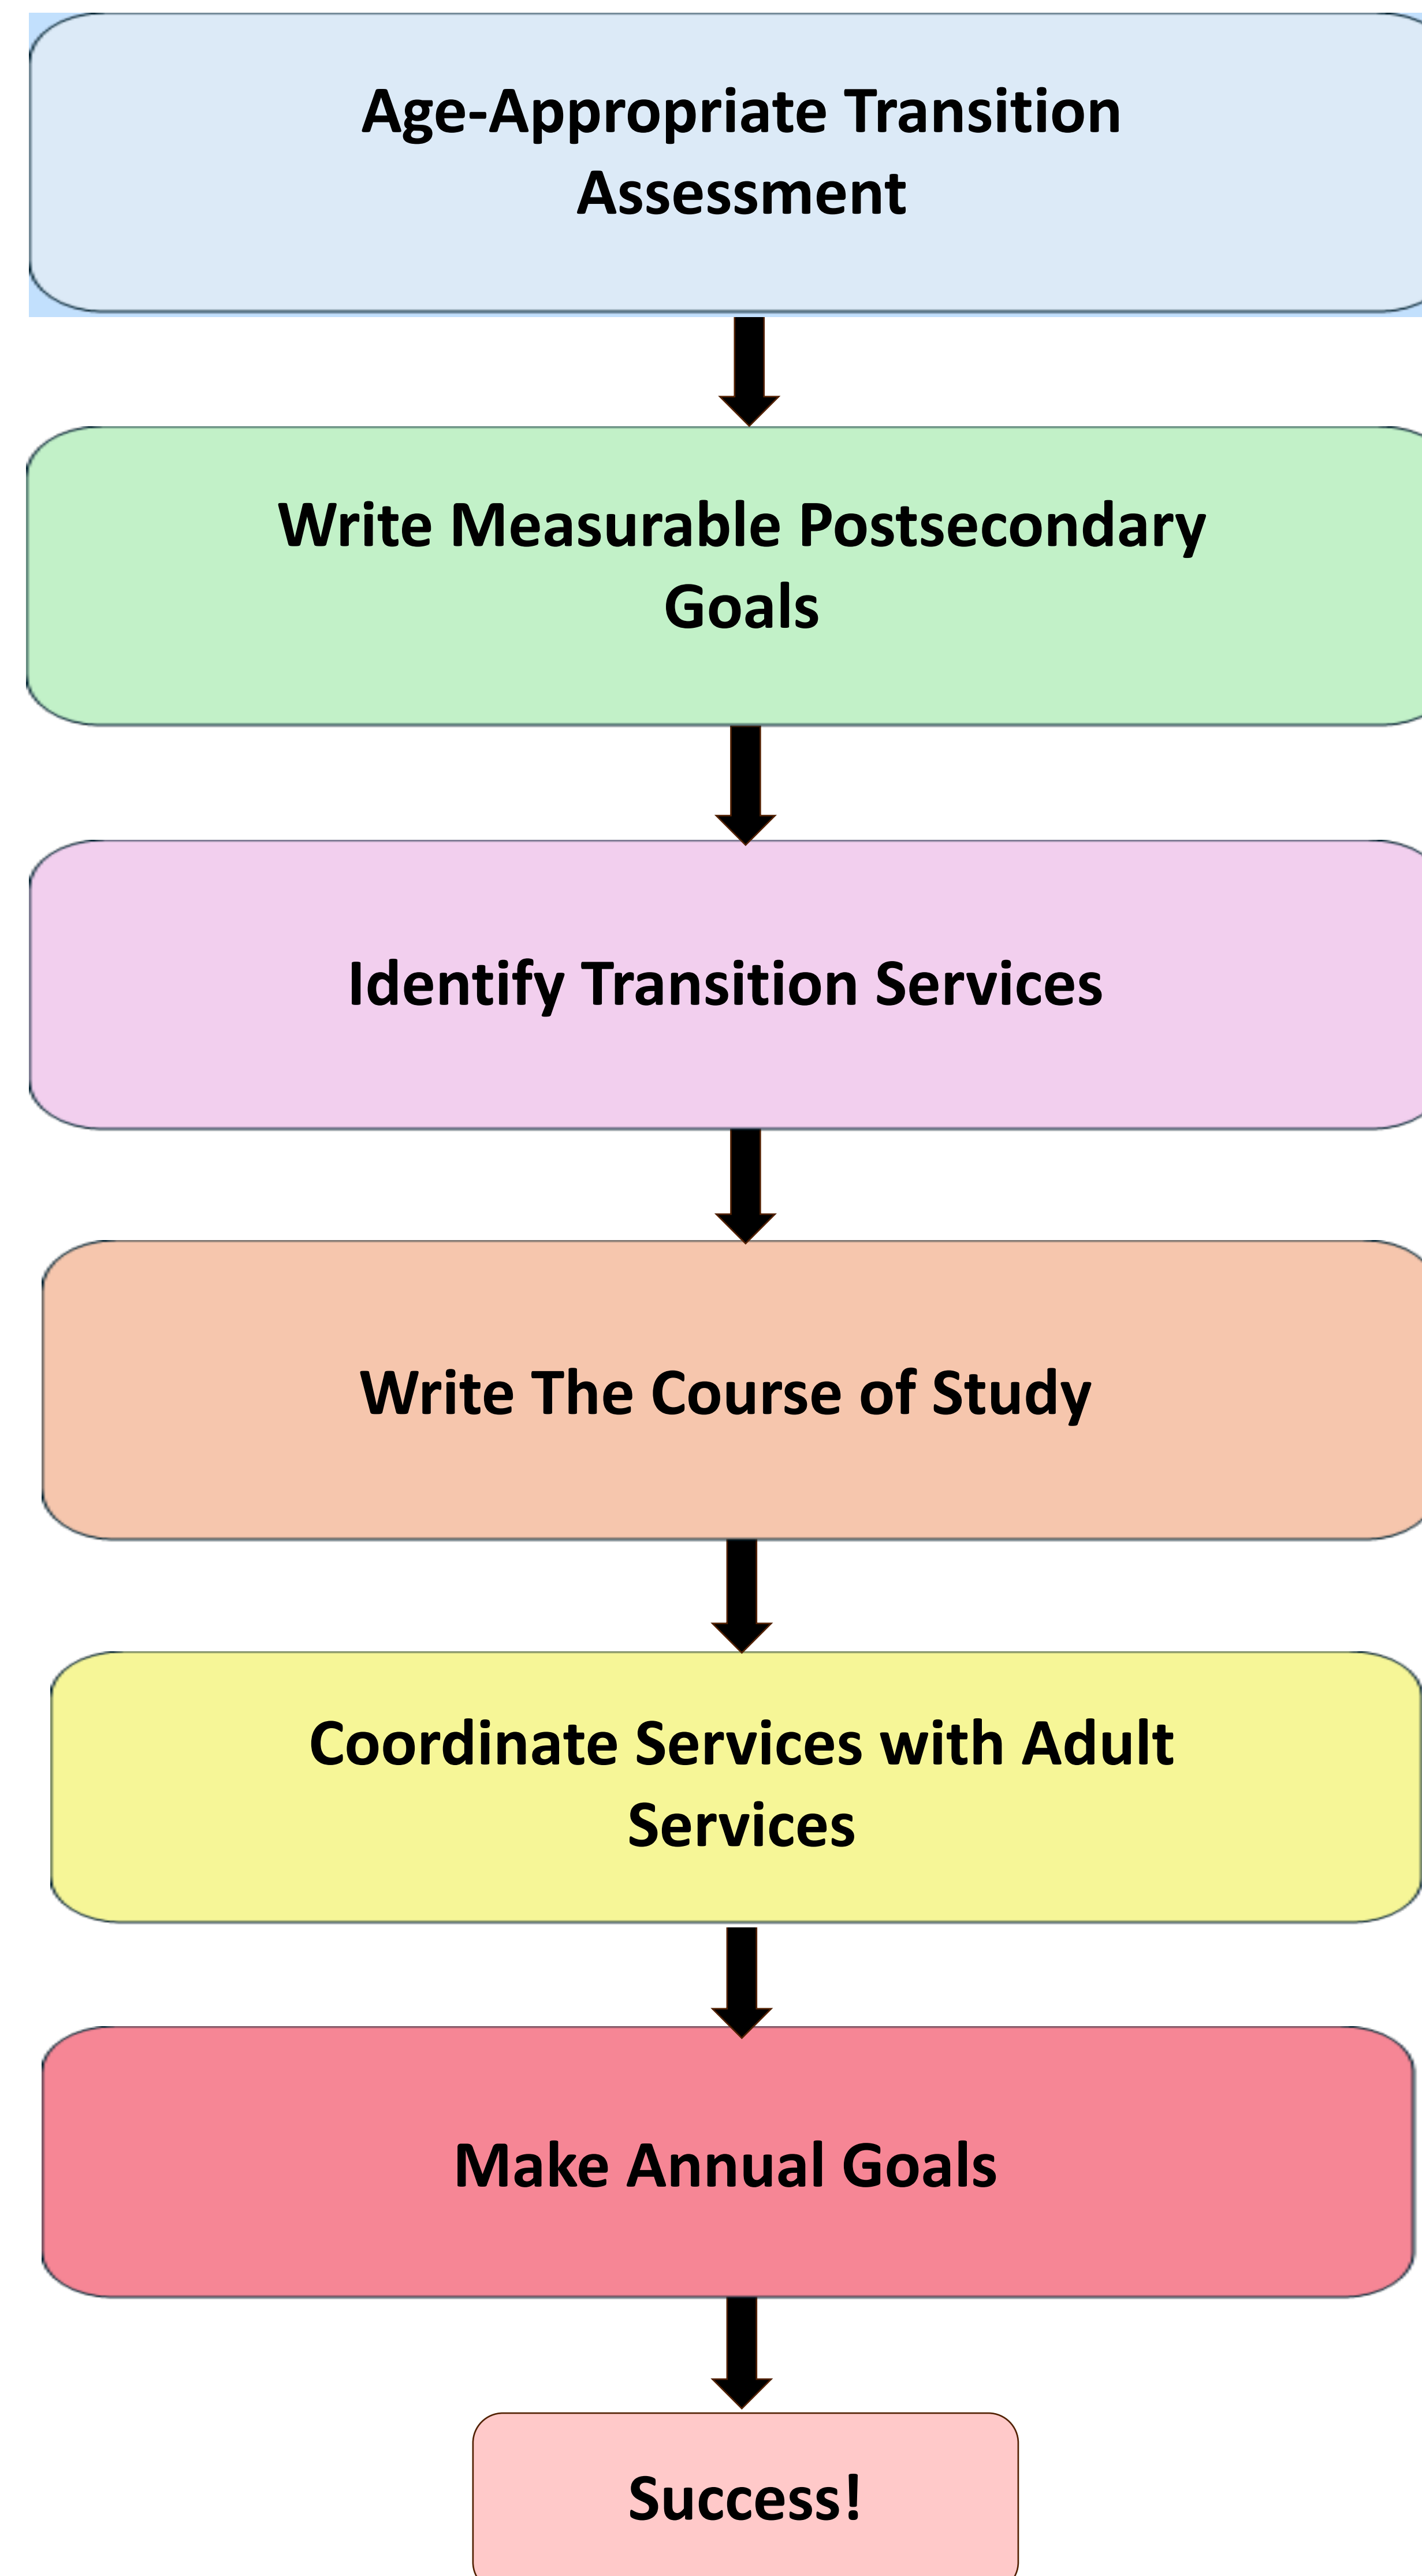 Age-Appropriate Transition
Assessment
Write Measurable Postsecondary
Goals
Identify Transition Services
Write The Course of Study
Coordinate Services with Adult
Services
Make Annual Goals
Success!